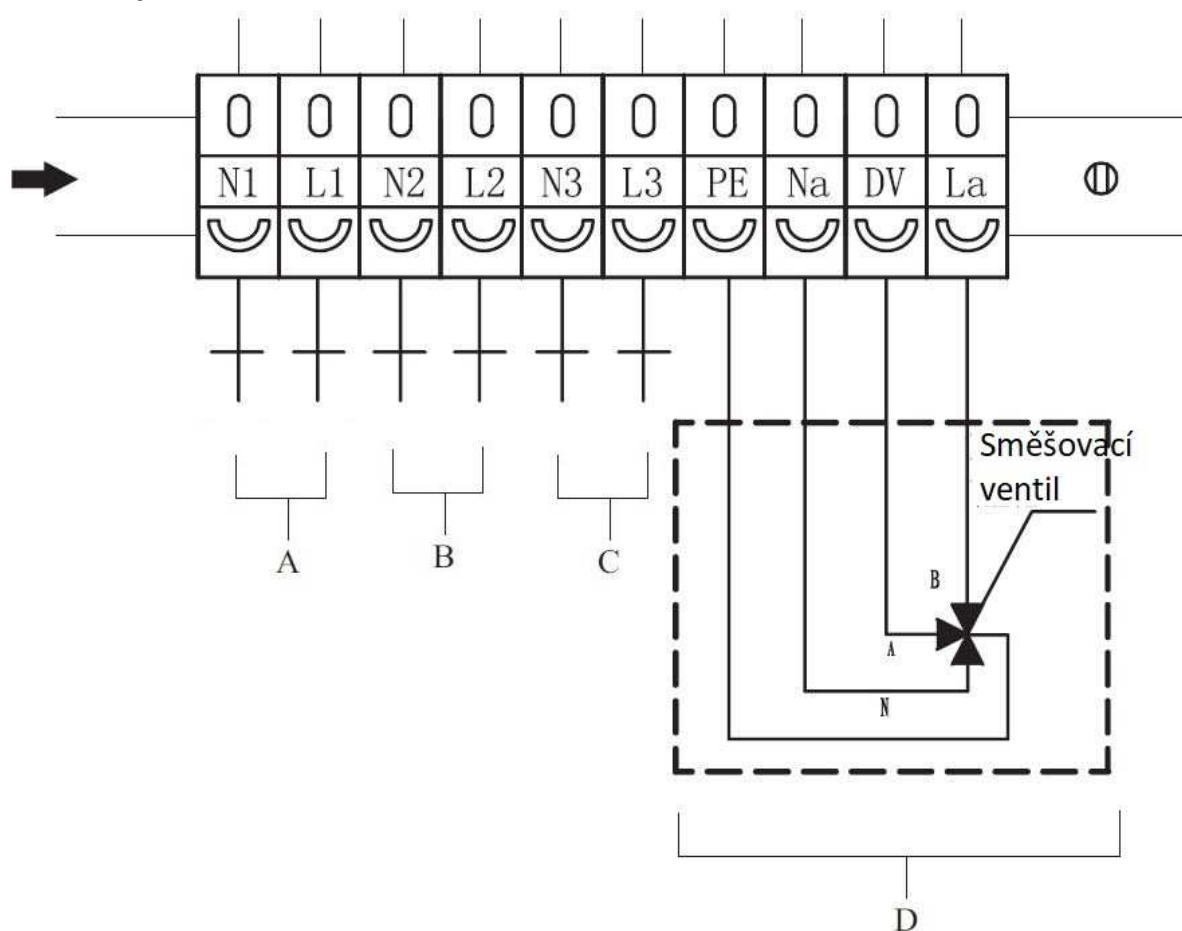 N1 L1 N2 L2 N3 L3 PE Na DV La
Směšovací
ventil
A B C
B
A
N
D